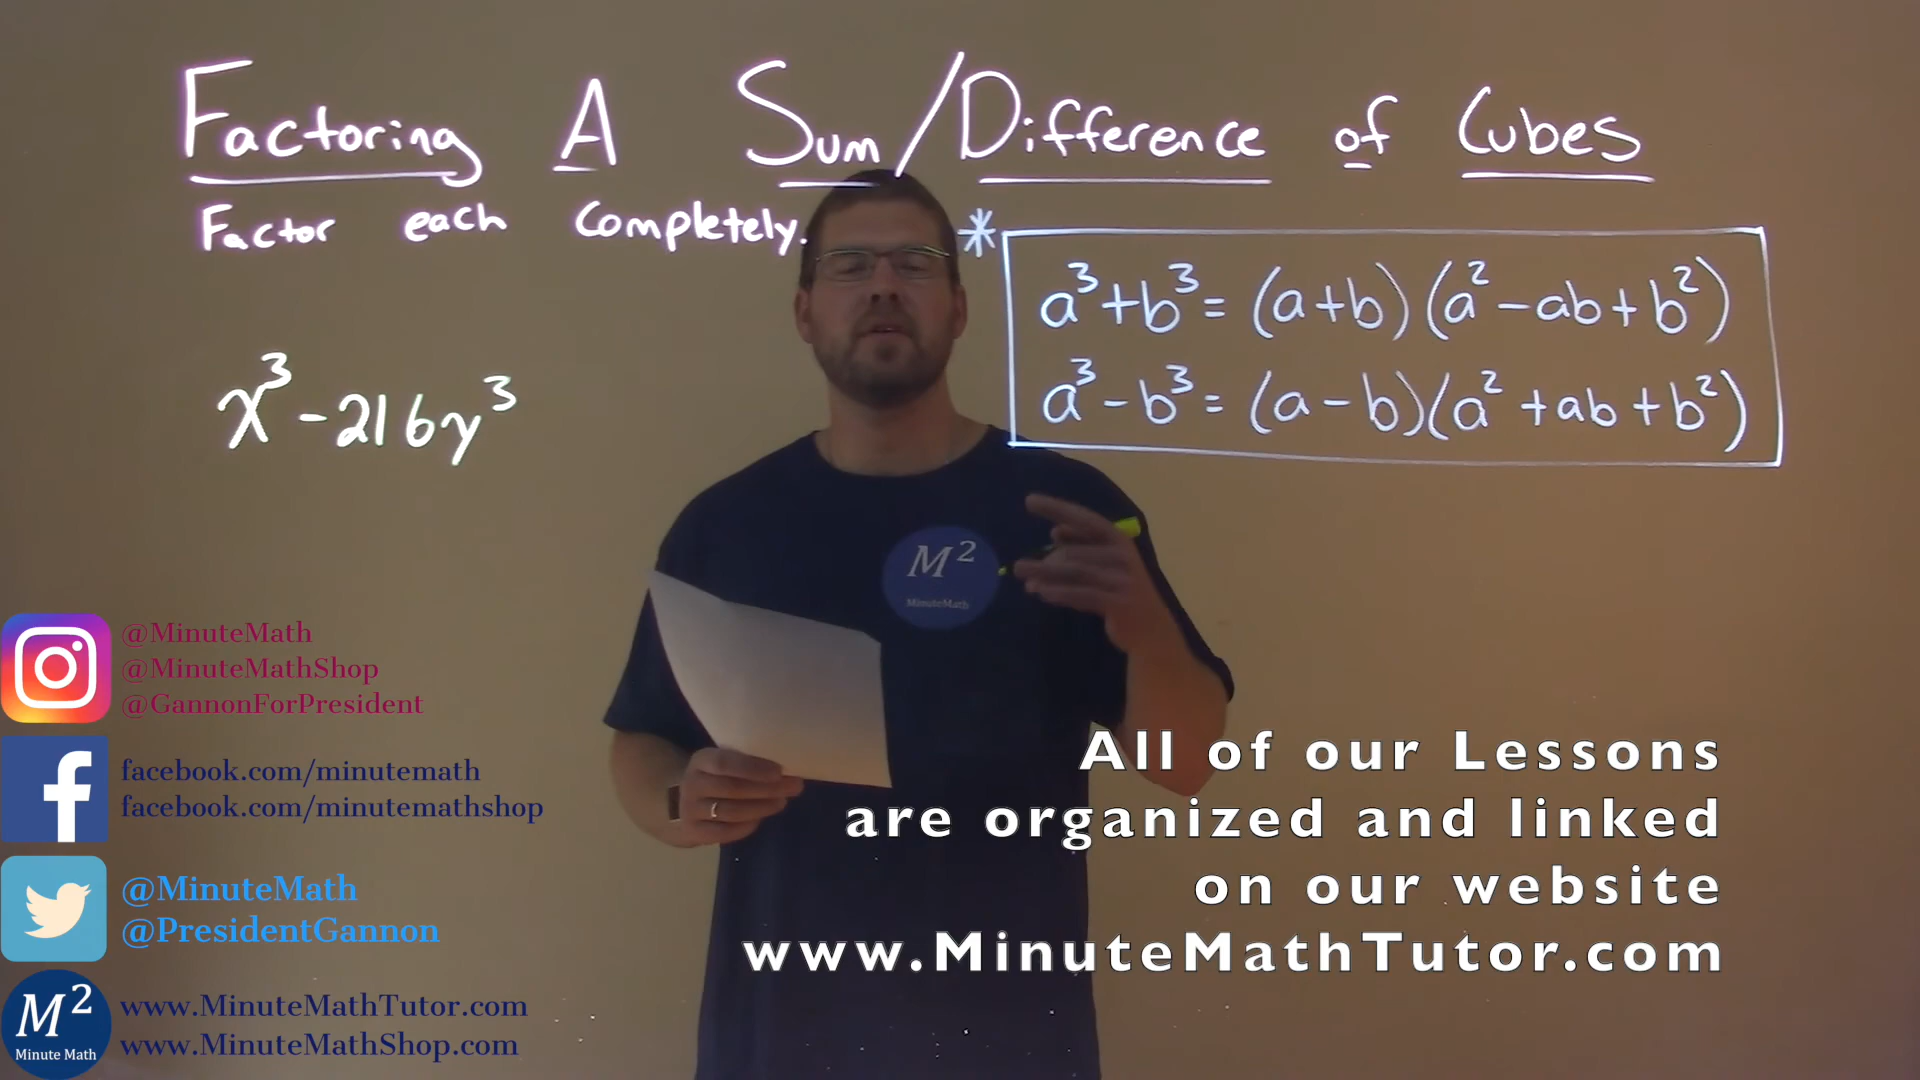 Factoring A Sum/Difference of Cubes
Factor each completely.
*
a³+b³=(a+b)(a²-ab+b²)
a³-b³=(a-b)(a²+ab+b²)
x³-216y³
M²
MinuteMath
@MinuteMath
@MinuteMathShop
@GannonForPresident
facebook.com/minutemath
facebook.com/minutemathshop
@MinuteMath
@PresidentGannon
M²
Minute Math
www.MinuteMathTutor.com
www.MinuteMathShop.com
All of our Lessons
are organized and linked
on our website
www.MinuteMathTutor.com